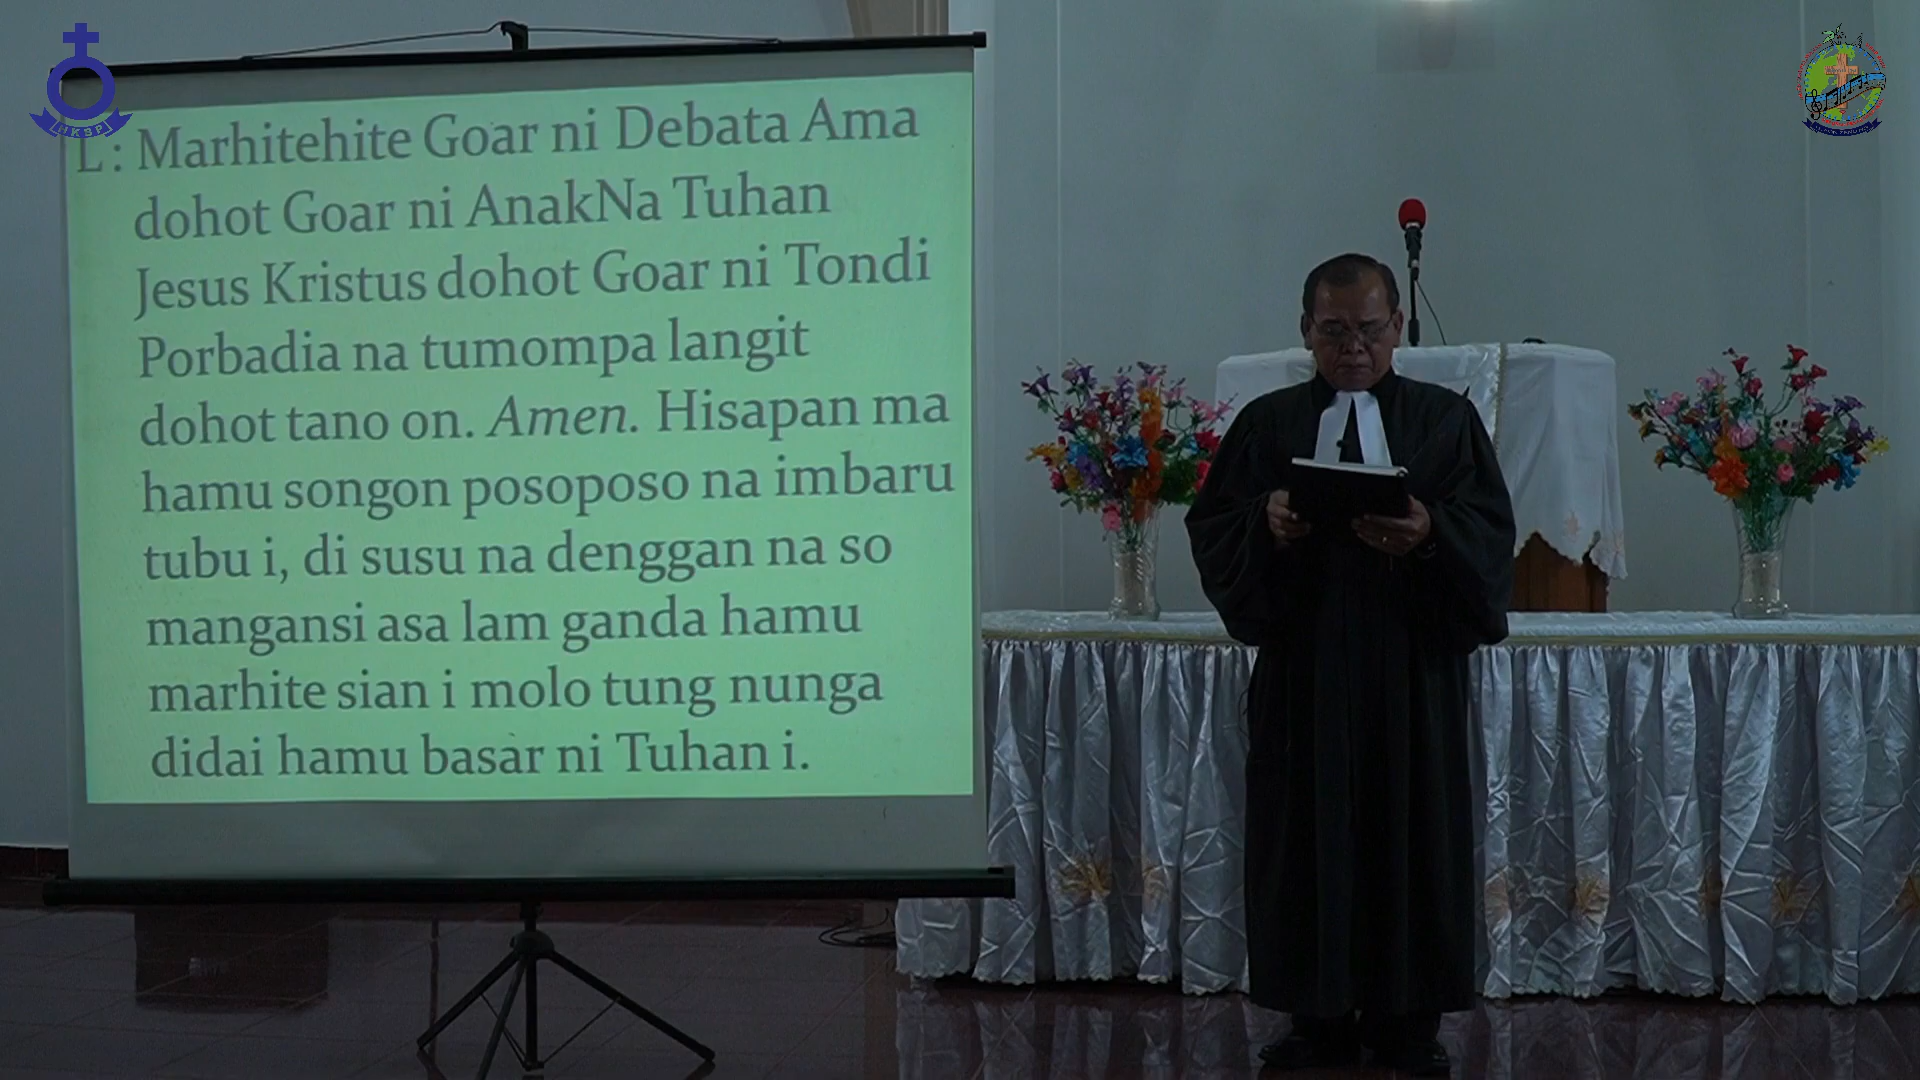 HKBP
L : Marhitehite Goar ni Debata Ama
dohot Goar ni AnakNa Tuhan
Jesus Kristus dohot Goar ni Tondi
Porbadia na tumompa langit
dohot tano on. Amen. Hisapan ma
hamu songon posoposo na imbaru
tubu i, di susu na denggan na so
mangansi asa lam ganda hamu
marhite sian i molo tung nunga
didai hamu basar ni Tuhan i.